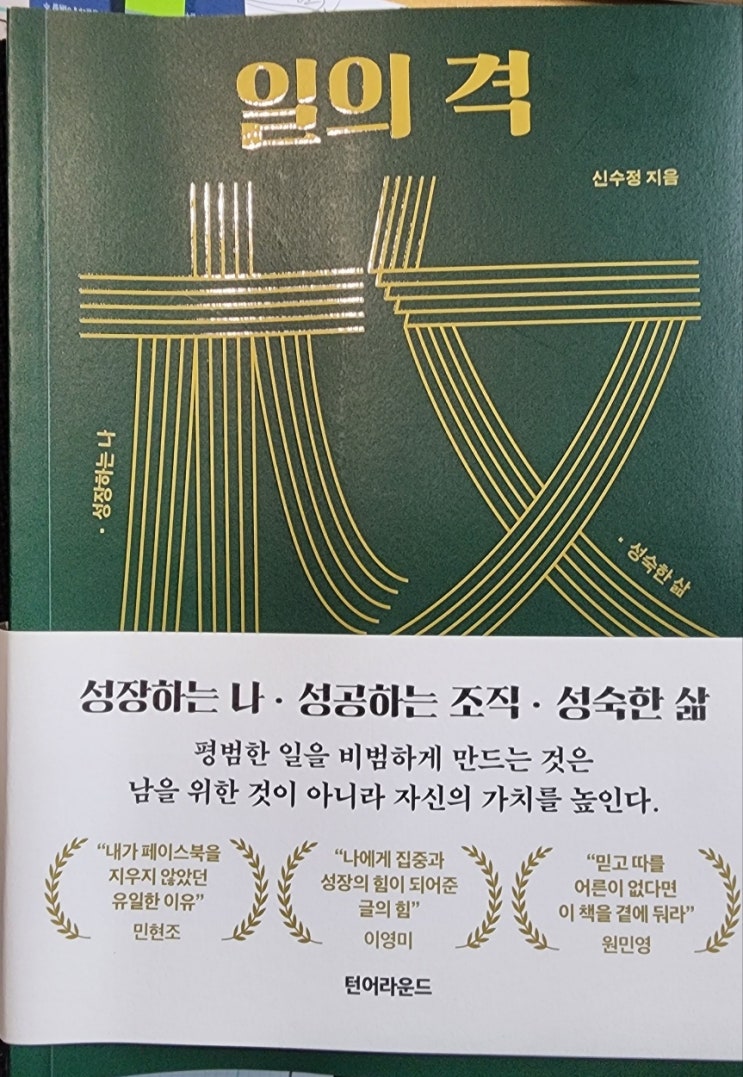 일의 격
신수정 지음
· 성장하는 나
· 성숙한 삶
성장하는 나 · 성공하는 조직 · 성숙한 삶
평범한 일을 비범하게 만드는 것은
남을 위한 것이 아니라 자신의 가치를 높인다.
“내가 페이스북을
지우지 않았던
유일한 이유”
민현조
“나에게 집중과
성장의 힘이 되어준
글의 힘”
이영미
“믿고 따를
어른이 없다면
이 책을 곁에 둬라”
원민영
턴어라운드